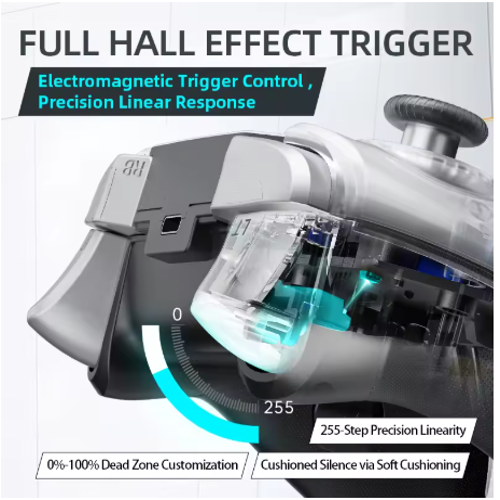 FULL HALL EFFECT TRIGGER
Electromagnetic Trigger Control ,
Precision Linear Response
0
255
255-Step Precision Linearity
0%-100% Dead Zone Customization
Cushioned Silence via Soft Cushioning